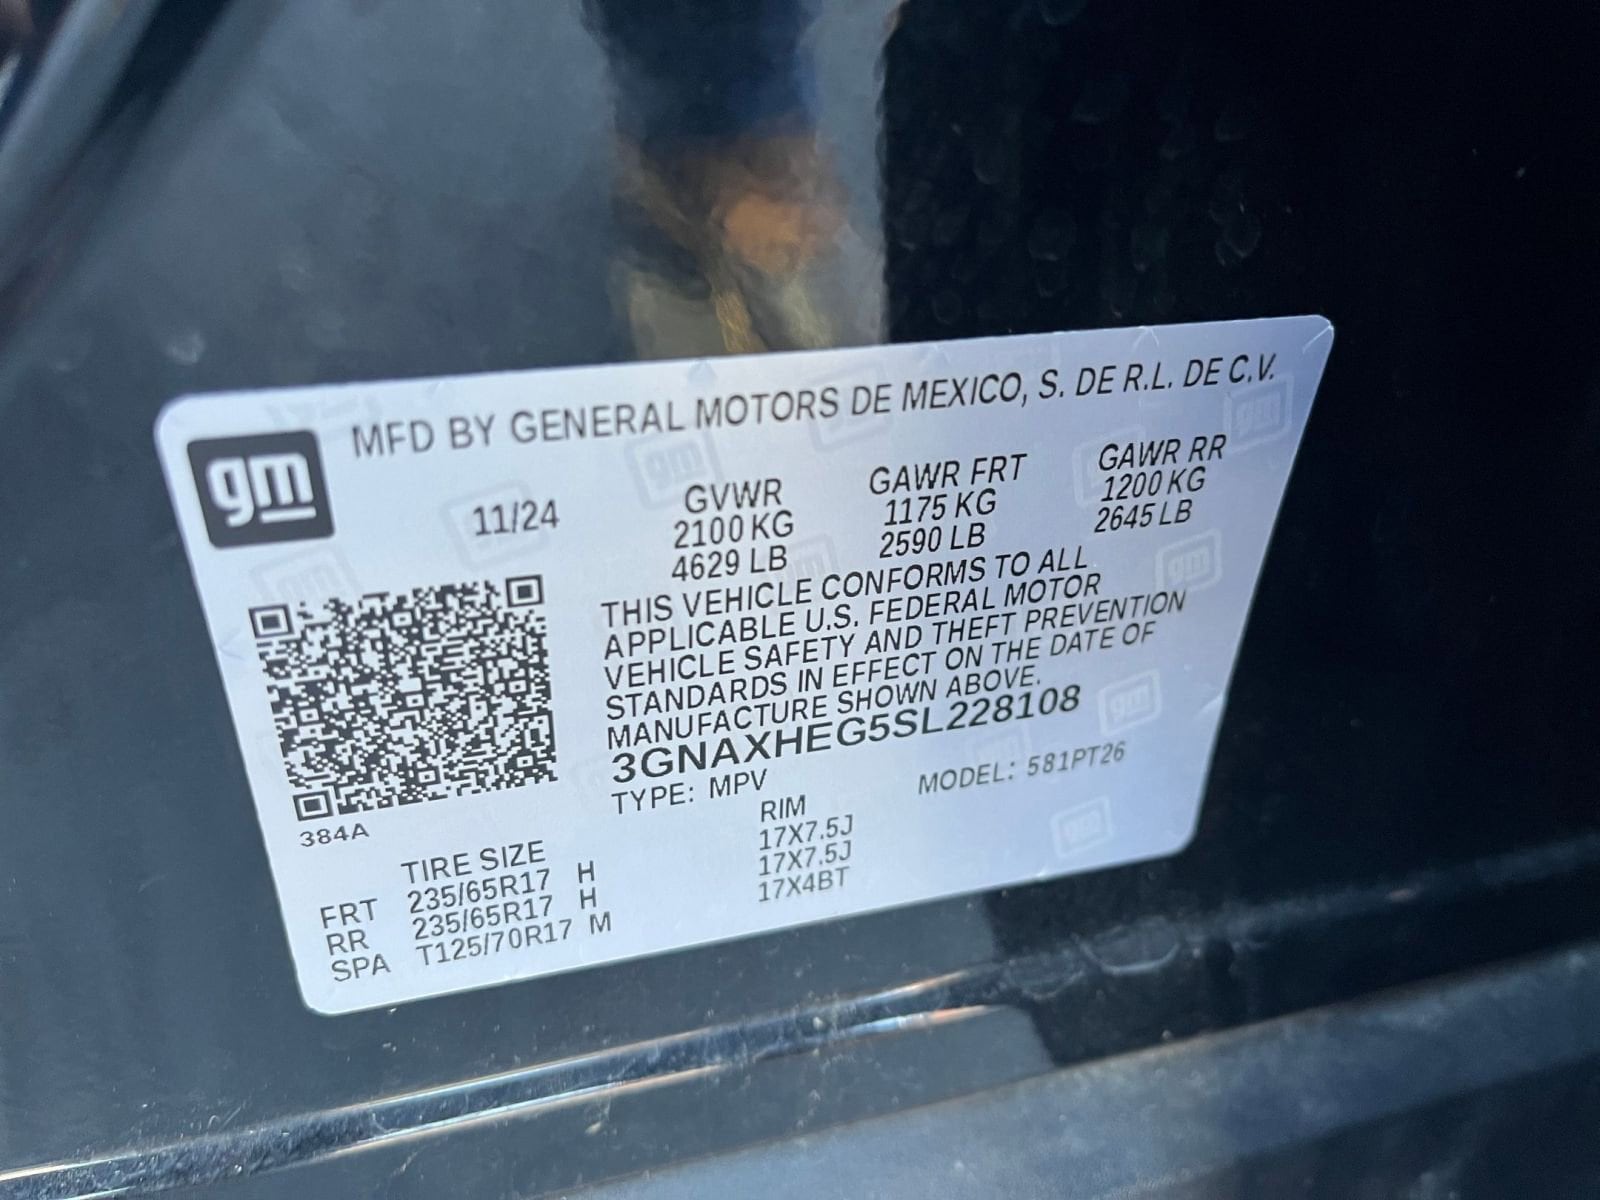 gm
MFD BY GENERAL MOTORS DE MEXICO, S. DE R.L. DE C.V.
11/24
GVWR
2100 KG
4629 LB
GAWR FRT
1175 KG
2590 LB
GAWR RR
1200 KG
2645 LB
THIS VEHICLE CONFORMS TO ALL
APPLICABLE U.S. FEDERAL MOTOR
VEHICLE SAFETY AND THEFT PREVENTION
STANDARDS IN EFFECT ON THE DATE OF
MANUFACTURE SHOWN ABOVE.
3GNAXHEG5SL228108
TYPE: MPV MODEL: 581PT26
384A
TIRE SIZE RIM
FRT 235/65R17 H 17X7.5J
RR 235/65R17 H 17X7.5J
SPA T125/70R17 M 17X4BT